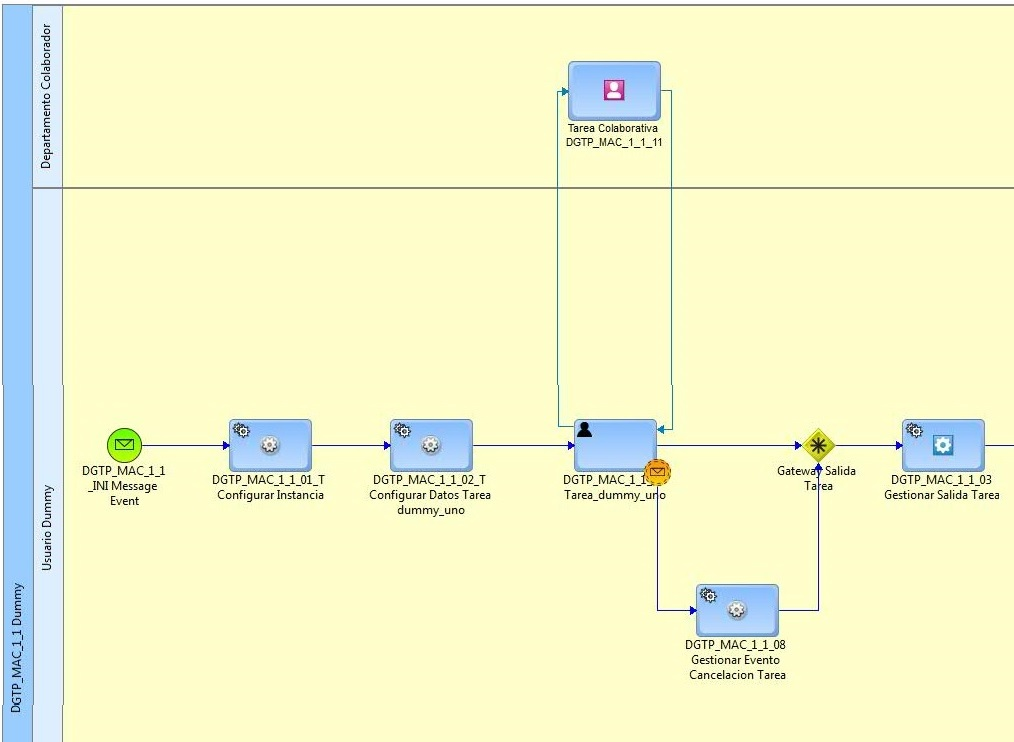 Departamento Colaborador
Tarea Colaborativa
DGTP_MAC_1_1_11
DGTP_MAC_1_1 Dummy
Usuario Dummy
DGTP_MAC_1_1
_INI Message
Event
DGTP_MAC_1_1_01_T
Configurar Instancia
DGTP_MAC_1_1_02_T
Configurar Datos Tarea
dummy_uno
DGTP_MAC_1_1_
Tarea_dummy_uno
Gateway Salida
Tarea
DGTP_MAC_1_1_03
Gestionar Salida Tarea
DGTP_MAC_1_1_08
Gestionar Evento
Cancelacion Tarea